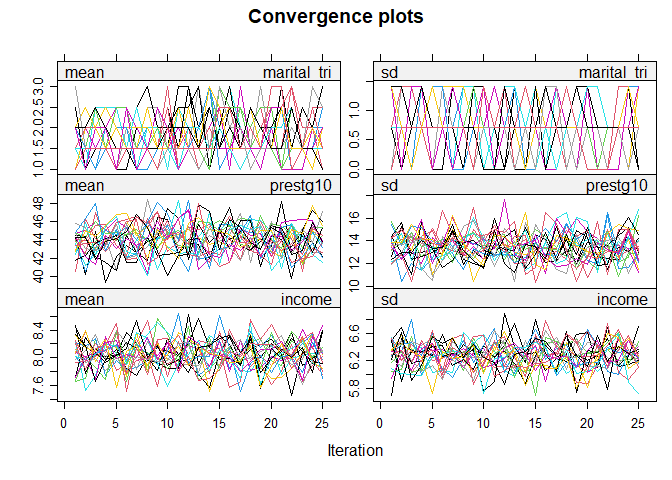 Convergence plots
mean marital_tri
sd marital_tri
1.0 1.5 2.0 2.5 3.0
0.0 0.5 1.0
mean prestg10
sd prestg10
40 42 44 46 48
10 12 14 16
mean income
sd income
7.6 8.0 8.4
5.8 6.2 6.6
0 5 10 15 20 25
0 5 10 15 20 25
Iteration